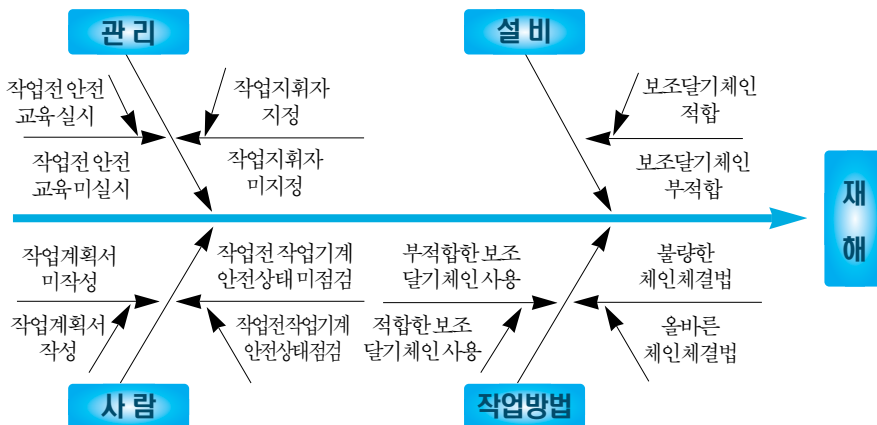 관 리
설 비
작업전 안전
교육 실시
작업지휘자
지정
보조달기체인
적합
작업전 안전
교육 미실시
작업지휘자
미지정
보조달기체인
부적합
재
해
작업계획서
미작성
작업전 작업기계
안전상태 미점검
부적합한 보조
달기체인 사용
불량한
체인체결법
작업계획서
작성
작업전작업기계
안전상태점검
적합한 보조
달기체인 사용
올바른
체인체결법
사 람
작업방법